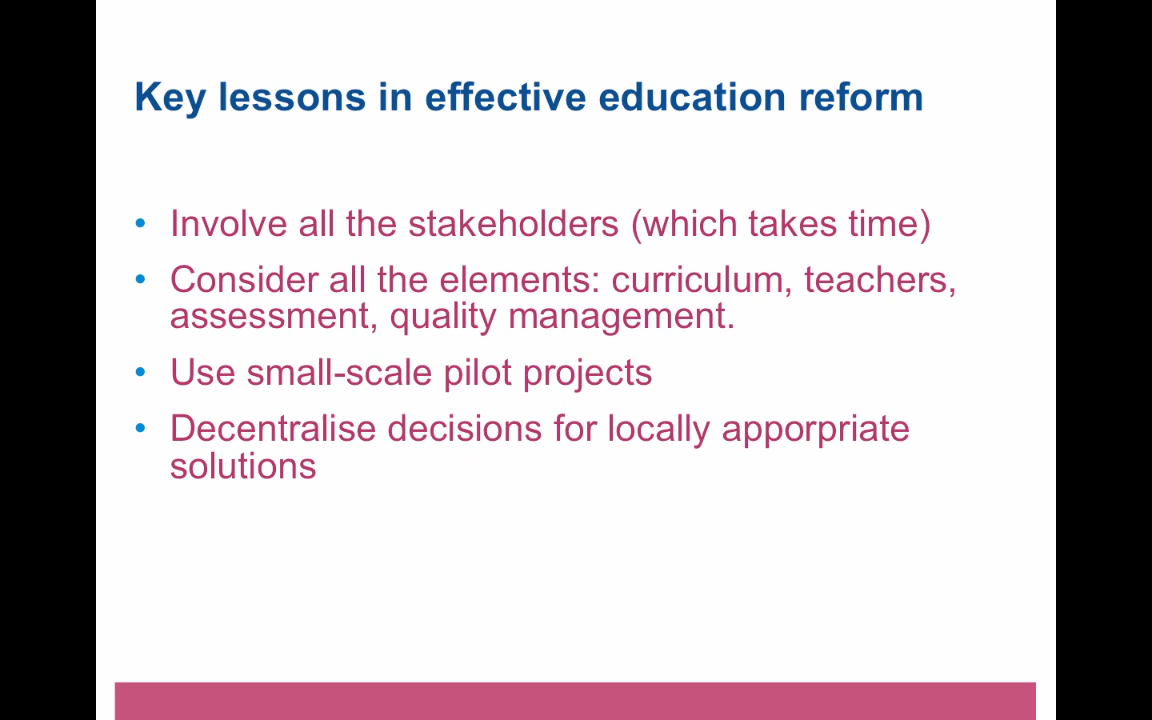 Key lessons in effective education reform
• Involve all the stakeholders (which takes time)
• Consider all the elements: curriculum, teachers,
assessment, quality management.
• Use small-scale pilot projects
• Decentralise decisions for locally apporpriate
solutions